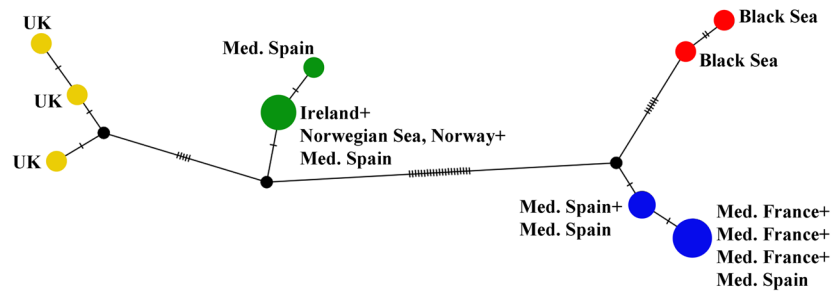 UK
UK
UK
Med. Spain
Ireland+
Norwegian Sea, Norway+
Med. Spain
Black Sea
Black Sea
Med. Spain+
Med. Spain
Med. France+
Med. France+
Med. France+
Med. Spain